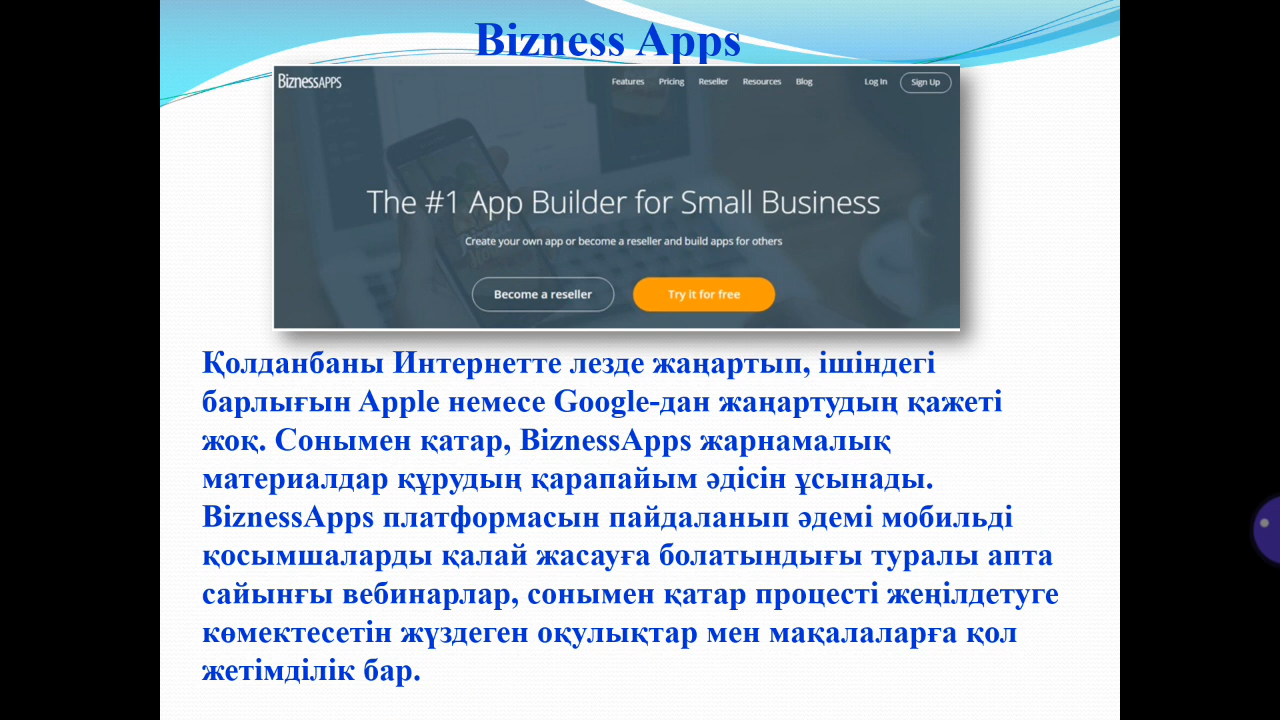 Bizness Apps
BiznessAPPS Features Pricing Reseller Resources Blog Log In Sign Up
The #1 App Builder for Small Business
Create your own app or become a reseller and build apps for others
Become a reseller Try it for free
Қолданбаны Интернетте лезде жаңартып, ішіндегі
барлығын Apple немесе Google-дан жаңартудың қажеті
жоқ. Сонымен қатар, BiznessApps жарнамалық
материалдар құрудың қарапайым әдісін ұсынады.
BiznessApps платформасын пайдаланып әдемі мобильді
қосымшаларды қалай жасауға болатындығы туралы апта
сайынғы вебинарлар, сонымен қатар процесті жеңілдетуге
көмектесетін жүздеген оқулықтар мен мақалаларға қол
жетімділік бар.